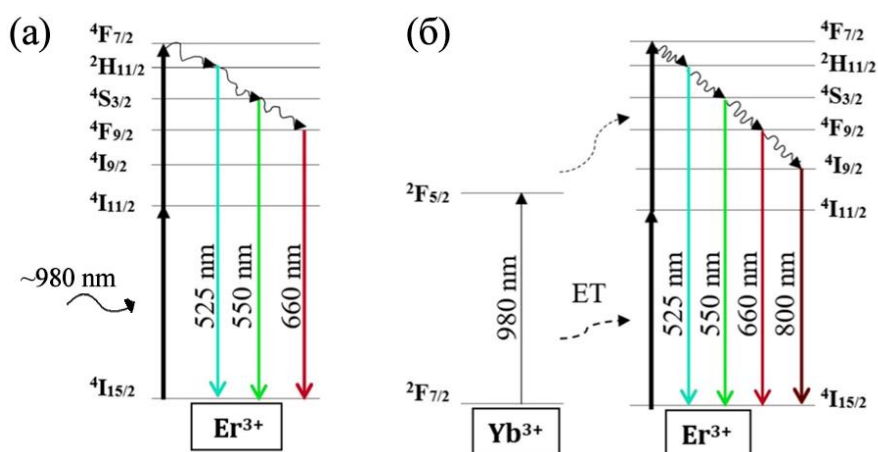 (a)
⁴F₇/₂
²H₁₁/₂
⁴S₃/₂
⁴F₉/₂
⁴I₉/₂
⁴I₁₁/₂
~980 nm
525 nm
550 nm
660 nm
⁴I₁₅/₂
Er³⁺
(б)
²F₅/₂
980 nm
ET
²F₇/₂
Yb³⁺
⁴F₇/₂
²H₁₁/₂
⁴S₃/₂
⁴F₉/₂
⁴I₉/₂
⁴I₁₁/₂
525 nm
550 nm
660 nm
800 nm
⁴I₁₅/₂
Er³⁺